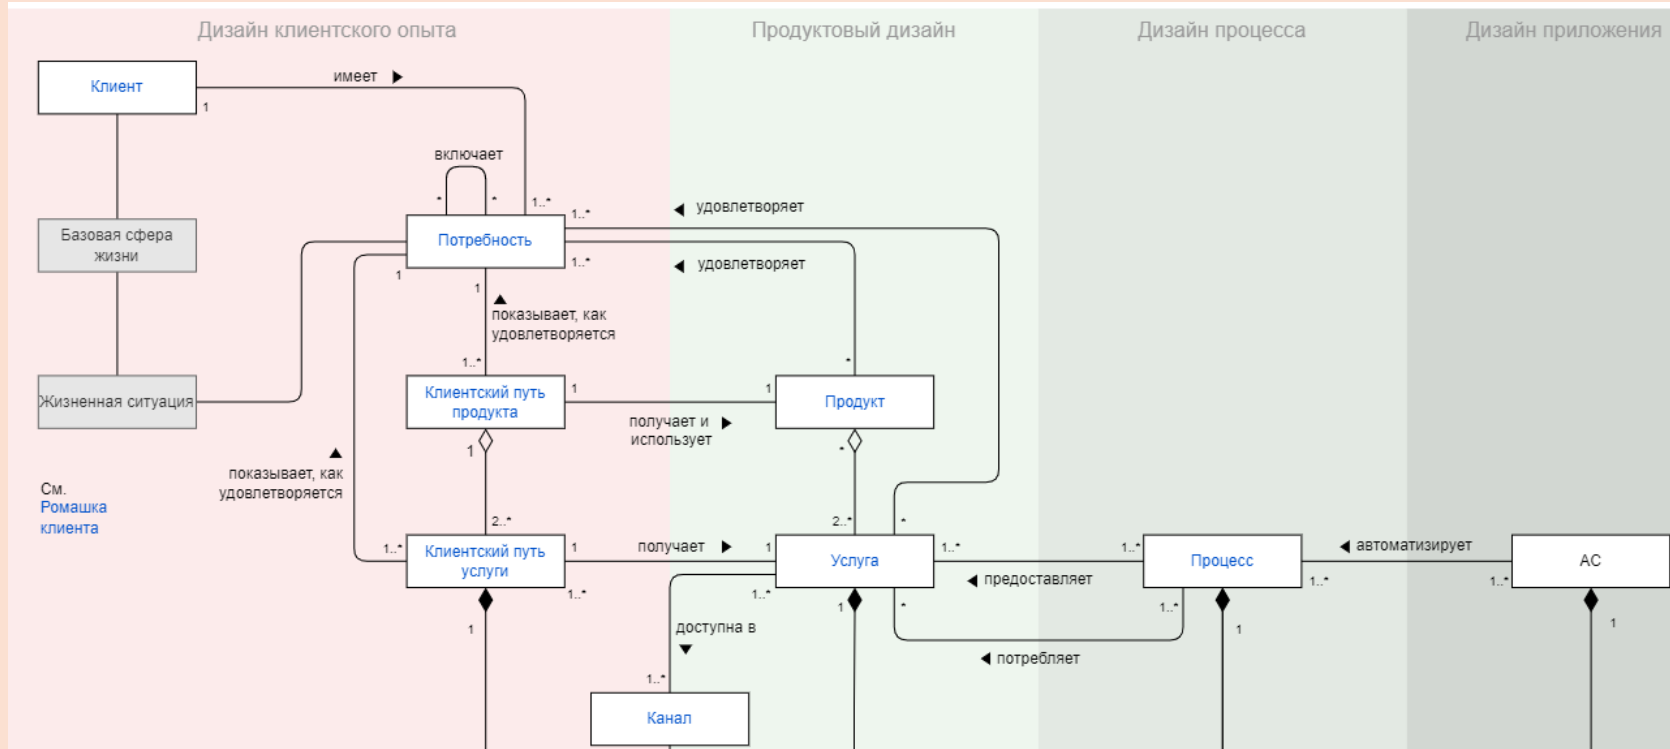 Дизайн клиентского опыта
Продуктовый дизайн
Дизайн процесса
Дизайн приложения
Клиент
имеет
1
включает
*
*
1..*
1..*
удовлетворяет
Базовая сфера
жизни
Потребность
1..*
удовлетворяет
1
1
показывает, как
удовлетворяется
1..*
*
Жизненная ситуация
Клиентский путь
продукта
1
1
Продукт
получает и
использует
1
*
показывает, как
удовлетворяется
См.
Ромашка
клиента
2..*
2..*
*
1..*
Клиентский путь
услуги
1
получает
1
Услуга
1..*
1..*
Процесс
автоматизирует
АС
предоставляет
1..*
1..*
1..*
1..*
1
*
1..*
1
доступна в
1
1
потребляет
1..*
Канал